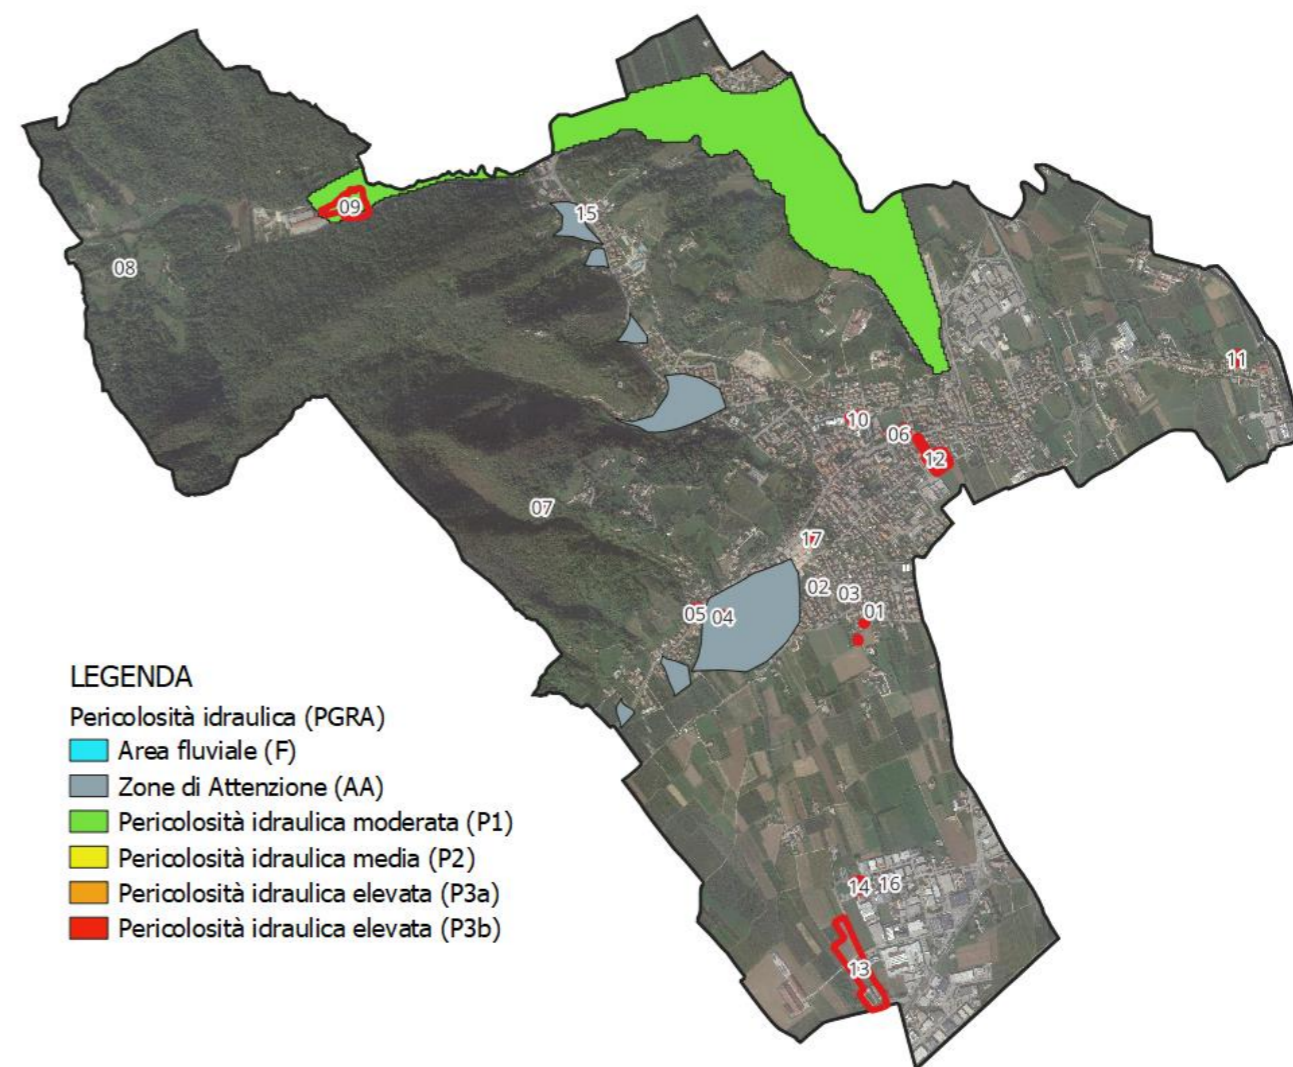 09
15
08
11
10
06
12
07
17
02
03
05
04
01
LEGENDA
Pericolosità idraulica (PGRA)
Area fluviale (F)
Zone di Attenzione (AA)
Pericolosità idraulica moderata (P1)
Pericolosità idraulica media (P2)
Pericolosità idraulica elevata (P3a)
Pericolosità idraulica elevata (P3b)
14
16
13